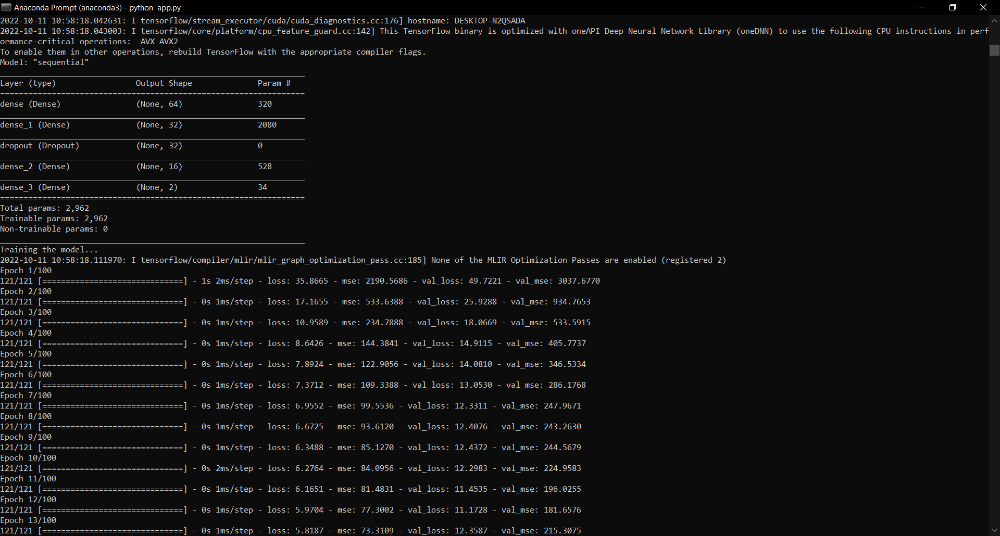 Anaconda Prompt (anaconda3) - python  app.py
2022-10-11 10:58:18.042631: I tensorflow/stream_executor/cuda/cuda_diagnostics.cc:176] hostname: DESKTOP-N2QSADA
2022-10-11 10:58:18.043003: I tensorflow/core/platform/cpu_feature_guard.cc:142] This TensorFlow binary is optimized with oneAPI Deep Neural Network Library (oneDNN) to use the following CPU instructions in perf
ormance-critical operations:  AVX AVX2
To enable them in other operations, rebuild TensorFlow with the appropriate compiler flags.
Model: "sequential"
_________________________________________________________________
Layer (type)                 Output Shape              Param #
=================================================================
dense (Dense)                (None, 64)                320
_________________________________________________________________
dense_1 (Dense)              (None, 32)                2080
_________________________________________________________________
dropout (Dropout)            (None, 32)                0
_________________________________________________________________
dense_2 (Dense)              (None, 16)                528
_________________________________________________________________
dense_3 (Dense)              (None, 2)                 34
=================================================================
Total params: 2,962
Trainable params: 2,962
Non-trainable params: 0
_________________________________________________________________
Training the model...
2022-10-11 10:58:18.111970: I tensorflow/compiler/mlir/mlir_graph_optimization_pass.cc:185] None of the MLIR Optimization Passes are enabled (registered 2)
Epoch 1/100
121/121 [==============================] - 1s 2ms/step - loss: 35.8665 - mse: 2190.5686 - val_loss: 49.7221 - val_mse: 3037.6770
Epoch 2/100
121/121 [==============================] - 0s 1ms/step - loss: 17.1655 - mse: 533.6388 - val_loss: 25.9288 - val_mse: 934.7653
Epoch 3/100
121/121 [==============================] - 0s 1ms/step - loss: 10.9589 - mse: 234.7888 - val_loss: 18.0669 - val_mse: 533.5915
Epoch 4/100
121/121 [==============================] - 0s 1ms/step - loss: 8.6426 - mse: 144.3841 - val_loss: 14.9115 - val_mse: 405.7737
Epoch 5/100
121/121 [==============================] - 0s 1ms/step - loss: 7.8924 - mse: 122.9056 - val_loss: 14.0810 - val_mse: 346.5334
Epoch 6/100
121/121 [==============================] - 0s 1ms/step - loss: 7.3712 - mse: 109.3388 - val_loss: 13.0530 - val_mse: 286.1768
Epoch 7/100
121/121 [==============================] - 0s 1ms/step - loss: 6.9552 - mse: 99.5536 - val_loss: 12.3311 - val_mse: 247.9671
Epoch 8/100
121/121 [==============================] - 0s 1ms/step - loss: 6.6725 - mse: 93.6120 - val_loss: 12.4076 - val_mse: 243.2630
Epoch 9/100
121/121 [==============================] - 0s 1ms/step - loss: 6.3488 - mse: 85.1270 - val_loss: 12.4372 - val_mse: 244.5679
Epoch 10/100
121/121 [==============================] - 0s 2ms/step - loss: 6.2764 - mse: 84.0956 - val_loss: 12.2983 - val_mse: 224.9583
Epoch 11/100
121/121 [==============================] - 0s 1ms/step - loss: 6.1651 - mse: 81.4831 - val_loss: 11.4535 - val_mse: 196.0255
Epoch 12/100
121/121 [==============================] - 0s 1ms/step - loss: 5.9704 - mse: 77.3002 - val_loss: 11.1728 - val_mse: 181.6576
Epoch 13/100
121/121 [==============================] - 0s 1ms/step - loss: 5.8187 - mse: 73.3109 - val_loss: 12.3587 - val_mse: 215.3075